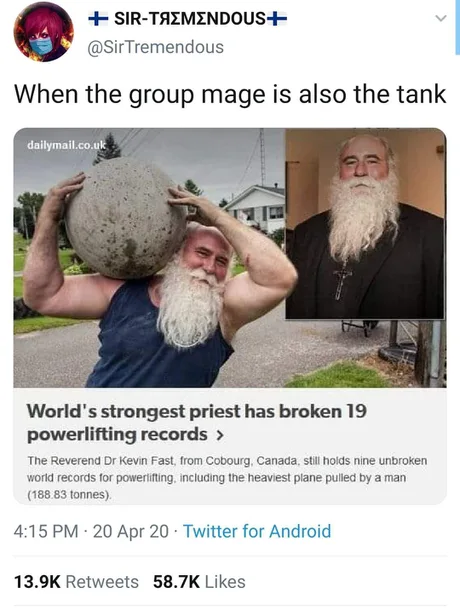 🇫🇮 SIR-TЯΣMΣNDOUS🇫🇮
@SirTremendous
When the group mage is also the tank
dailymail.co.uk
World's strongest priest has broken 19
powerlifting records >
The Reverend Dr Kevin Fast, from Cobourg, Canada, still holds nine unbroken
world records for powerlifting, including the heaviest plane pulled by a man
(188.83 tonnes).
4:15 PM · 20 Apr 20 · Twitter for Android
13.9K Retweets 58.7K Likes